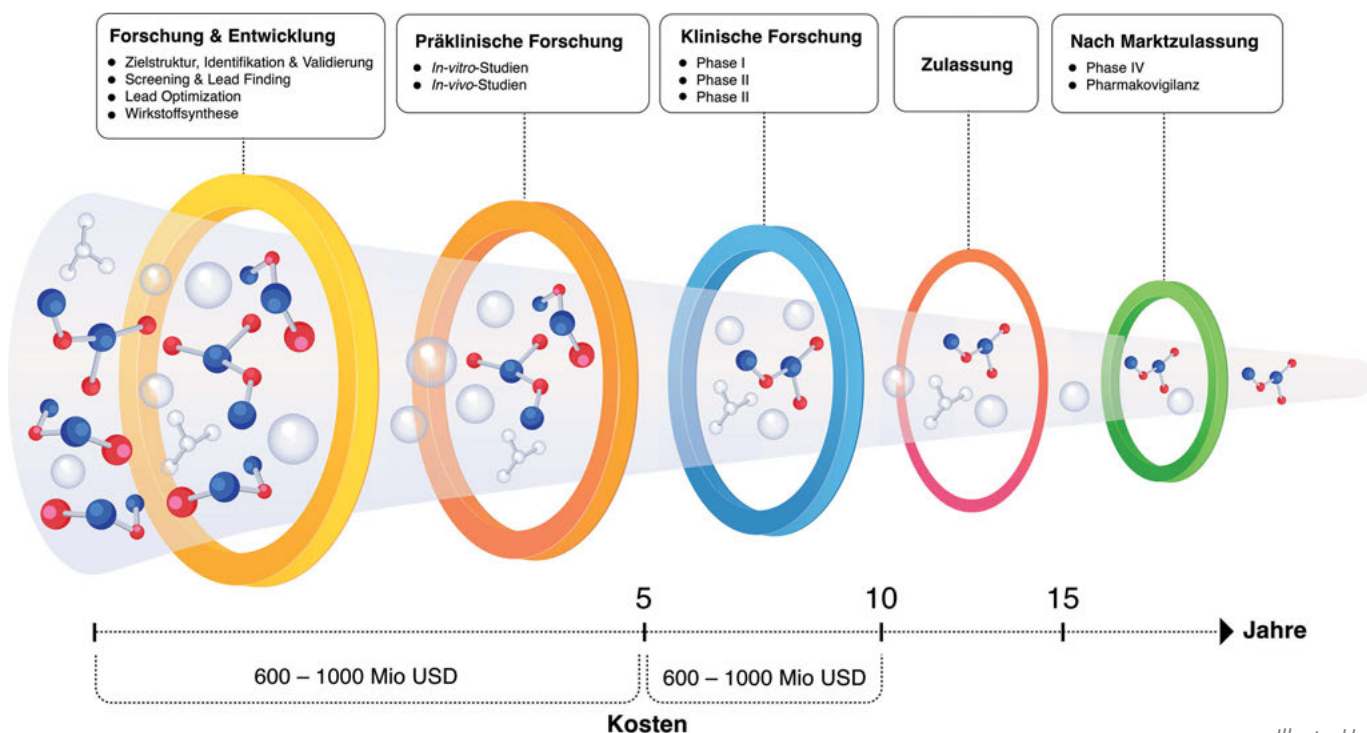 Forschung & Entwicklung
● Zielstruktur, Identifikation & Validierung
● Screening & Lead Finding
● Lead Optimization
● Wirkstoffsynthese
Präklinische Forschung
● In-vitro-Studien
● In-vivo-Studien
Klinische Forschung
● Phase I
● Phase II
● Phase II
Zulassung
Nach Marktzulassung
● Phase IV
● Pharmakovigilanz
5
10
15
Jahre
600 – 1000 Mio USD
600 – 1000 Mio USD
Kosten